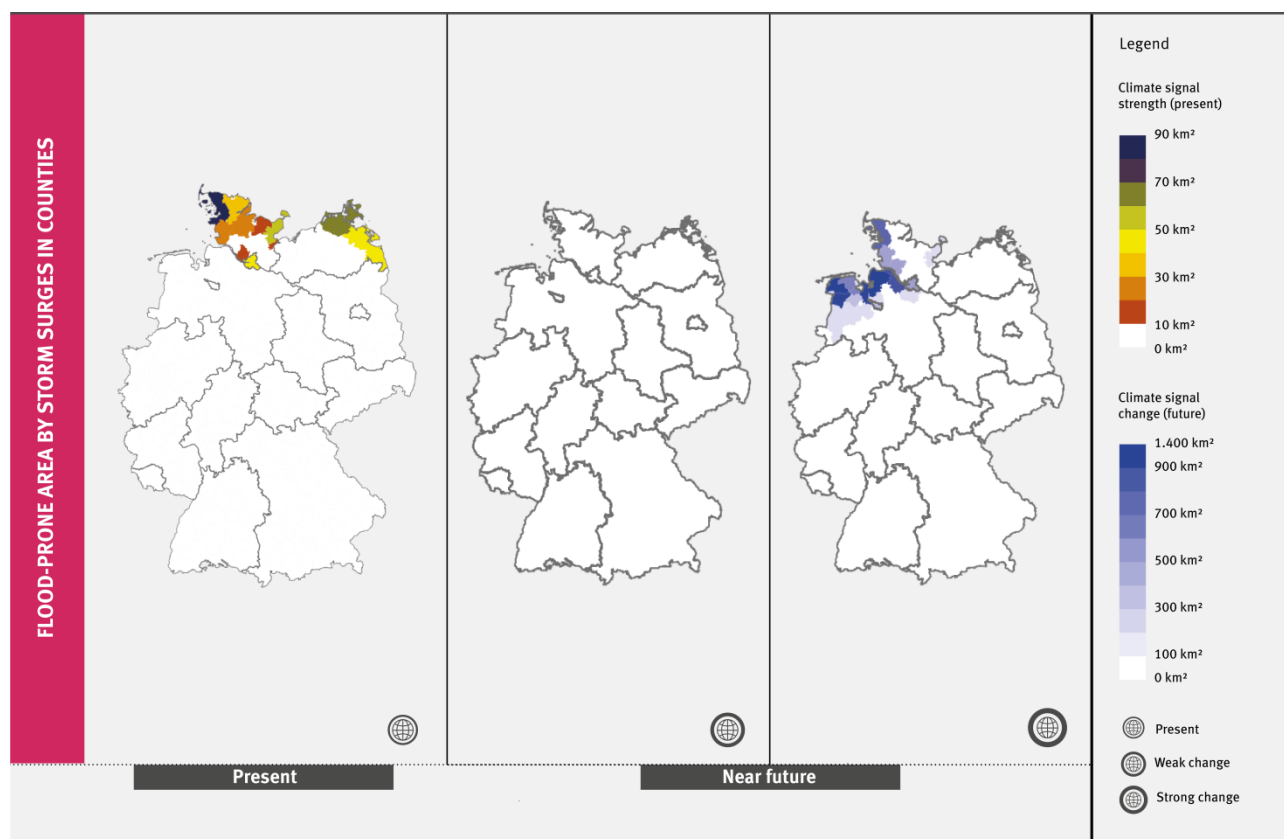 FLOOD-PRONE AREA BY STORM SURGES IN COUNTIES
Present
Near future
Legend
Climate signal
strength (present)
90 km²
70 km²
50 km²
30 km²
10 km²
0 km²
Climate signal
change (future)
1.400 km²
900 km²
700 km²
500 km²
300 km²
100 km²
0 km²
Present
Weak change
Strong change